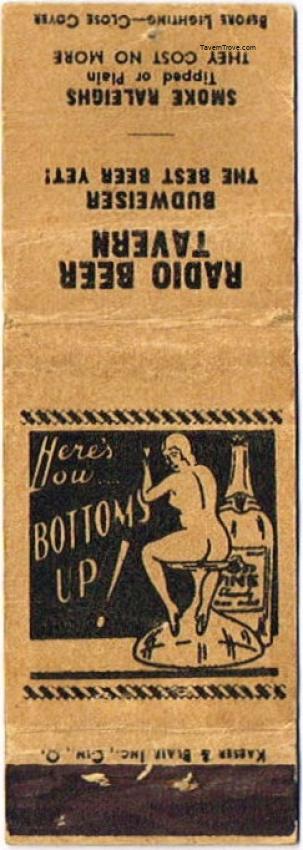 TavernTrove.com
RADIO BEER
TAVERN
BUDWEISER
THE BEST BEER YET!
SMOKE RALEIGHS
Tipped or Plain
THEY COST NO MORE
BEFORE LIGHTING—CLOSE COVER
Here's
You....
BOTTOMS
UP!
KAESER & BLAIR INC., CIN., O.